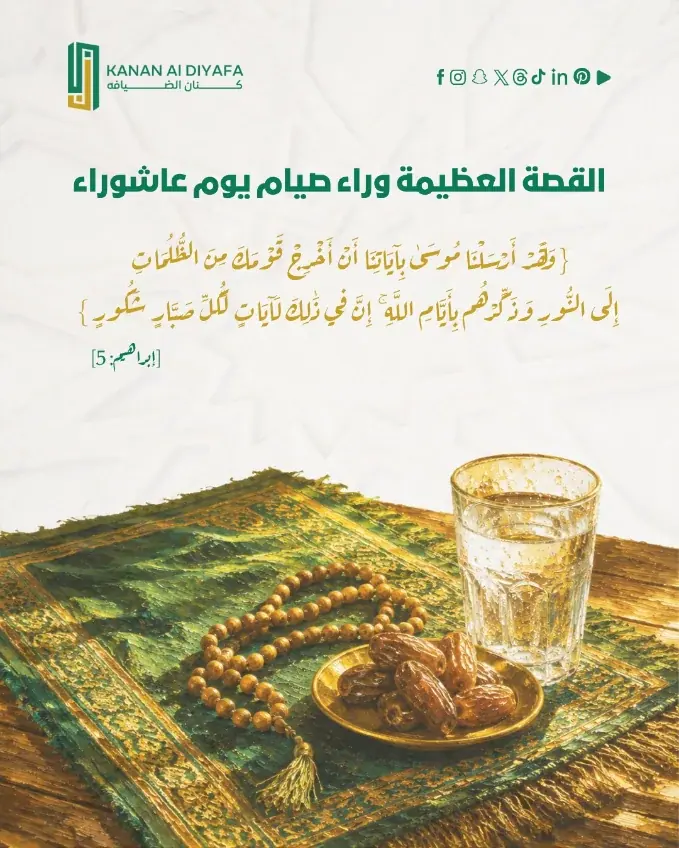 KANAN Al DIYAFA
كنان الضيافه
القصة العظيمة وراء صيام يوم عاشوراء
{ وَلَقَدْ أَرْسَلْنَا مُوسَىٰ بِآيَاتِنَا أَنْ أَخْرِجْ قَوْمَكَ مِنَ الظُّلُمَاتِ
إِلَى النُّورِ وَذَكِّرْهُم بِأَيَّامِ اللَّهِ ۚ إِنَّ فِي ذَٰلِكَ لَآيَاتٍ لِّكُلِّ صَبَّارٍ شَكُورٍ }
[إبراهيم: 5]